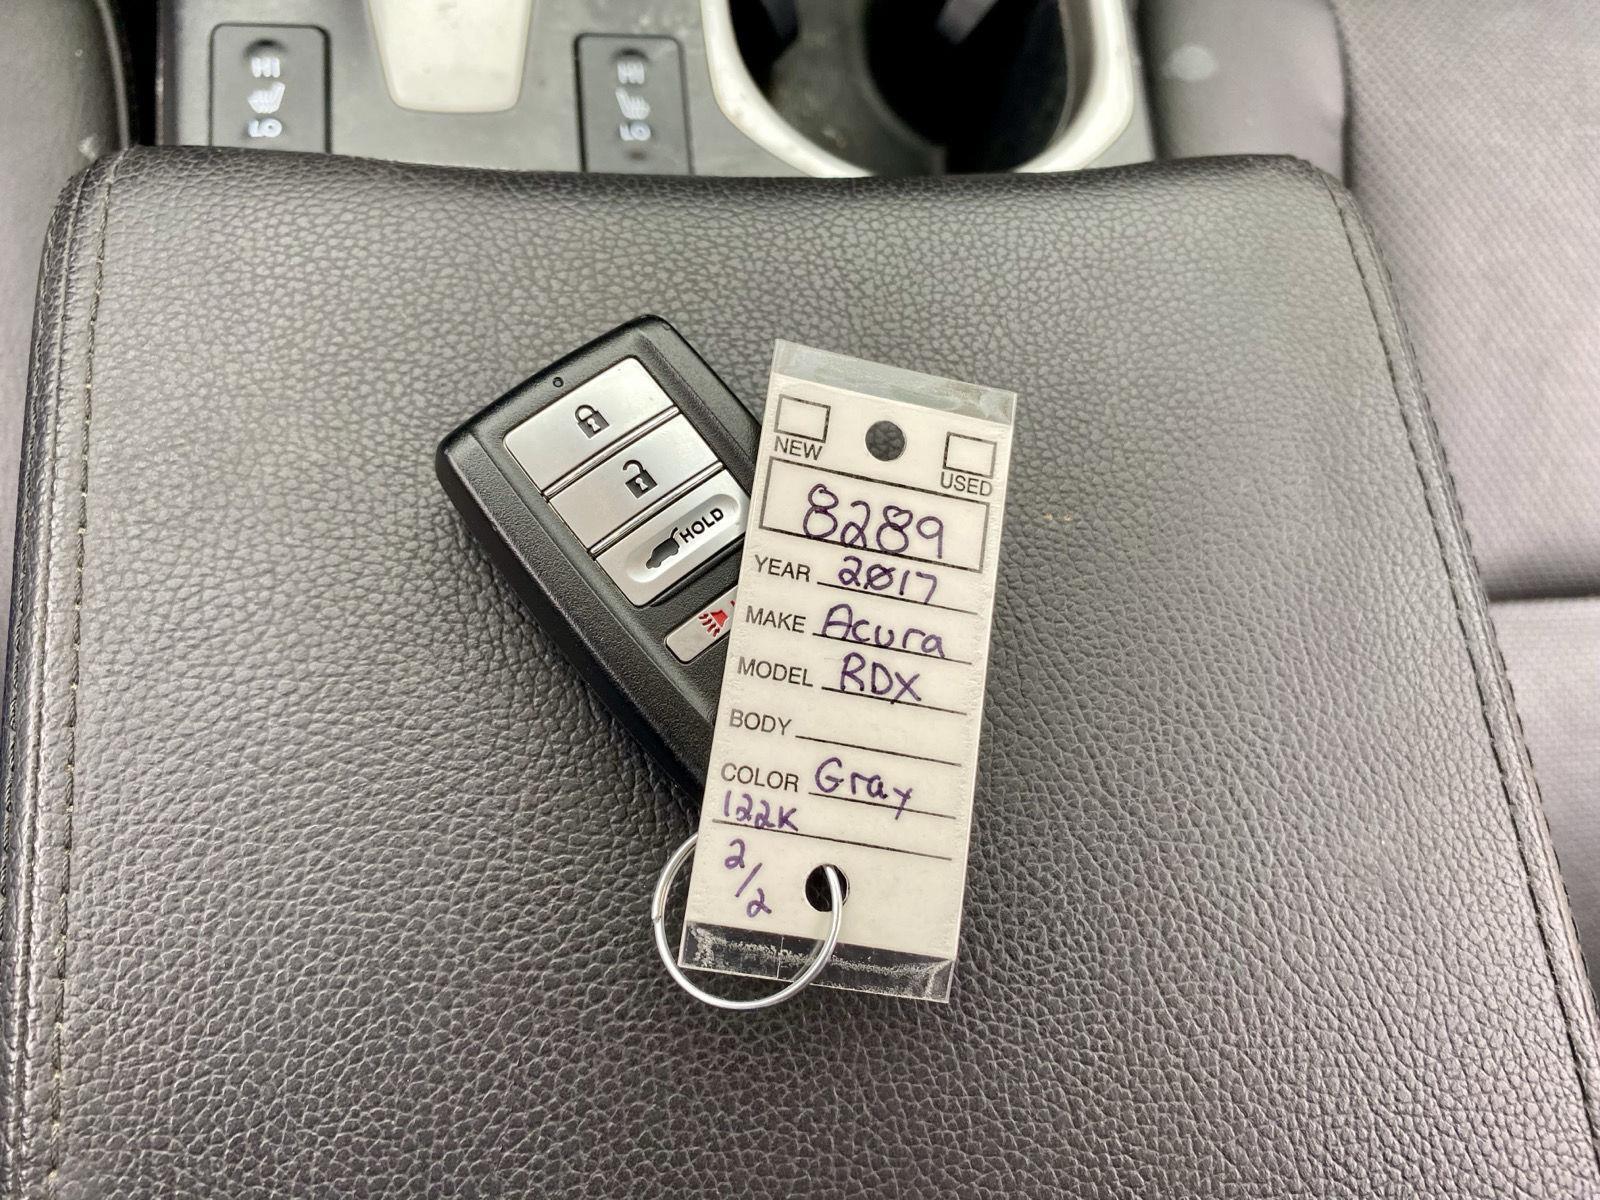 HI
LO
HI
LO
HOLD
NEW
USED
8289
YEAR 2017
MAKE Acura
MODEL RDX
BODY
COLOR Gray
122K
2/2